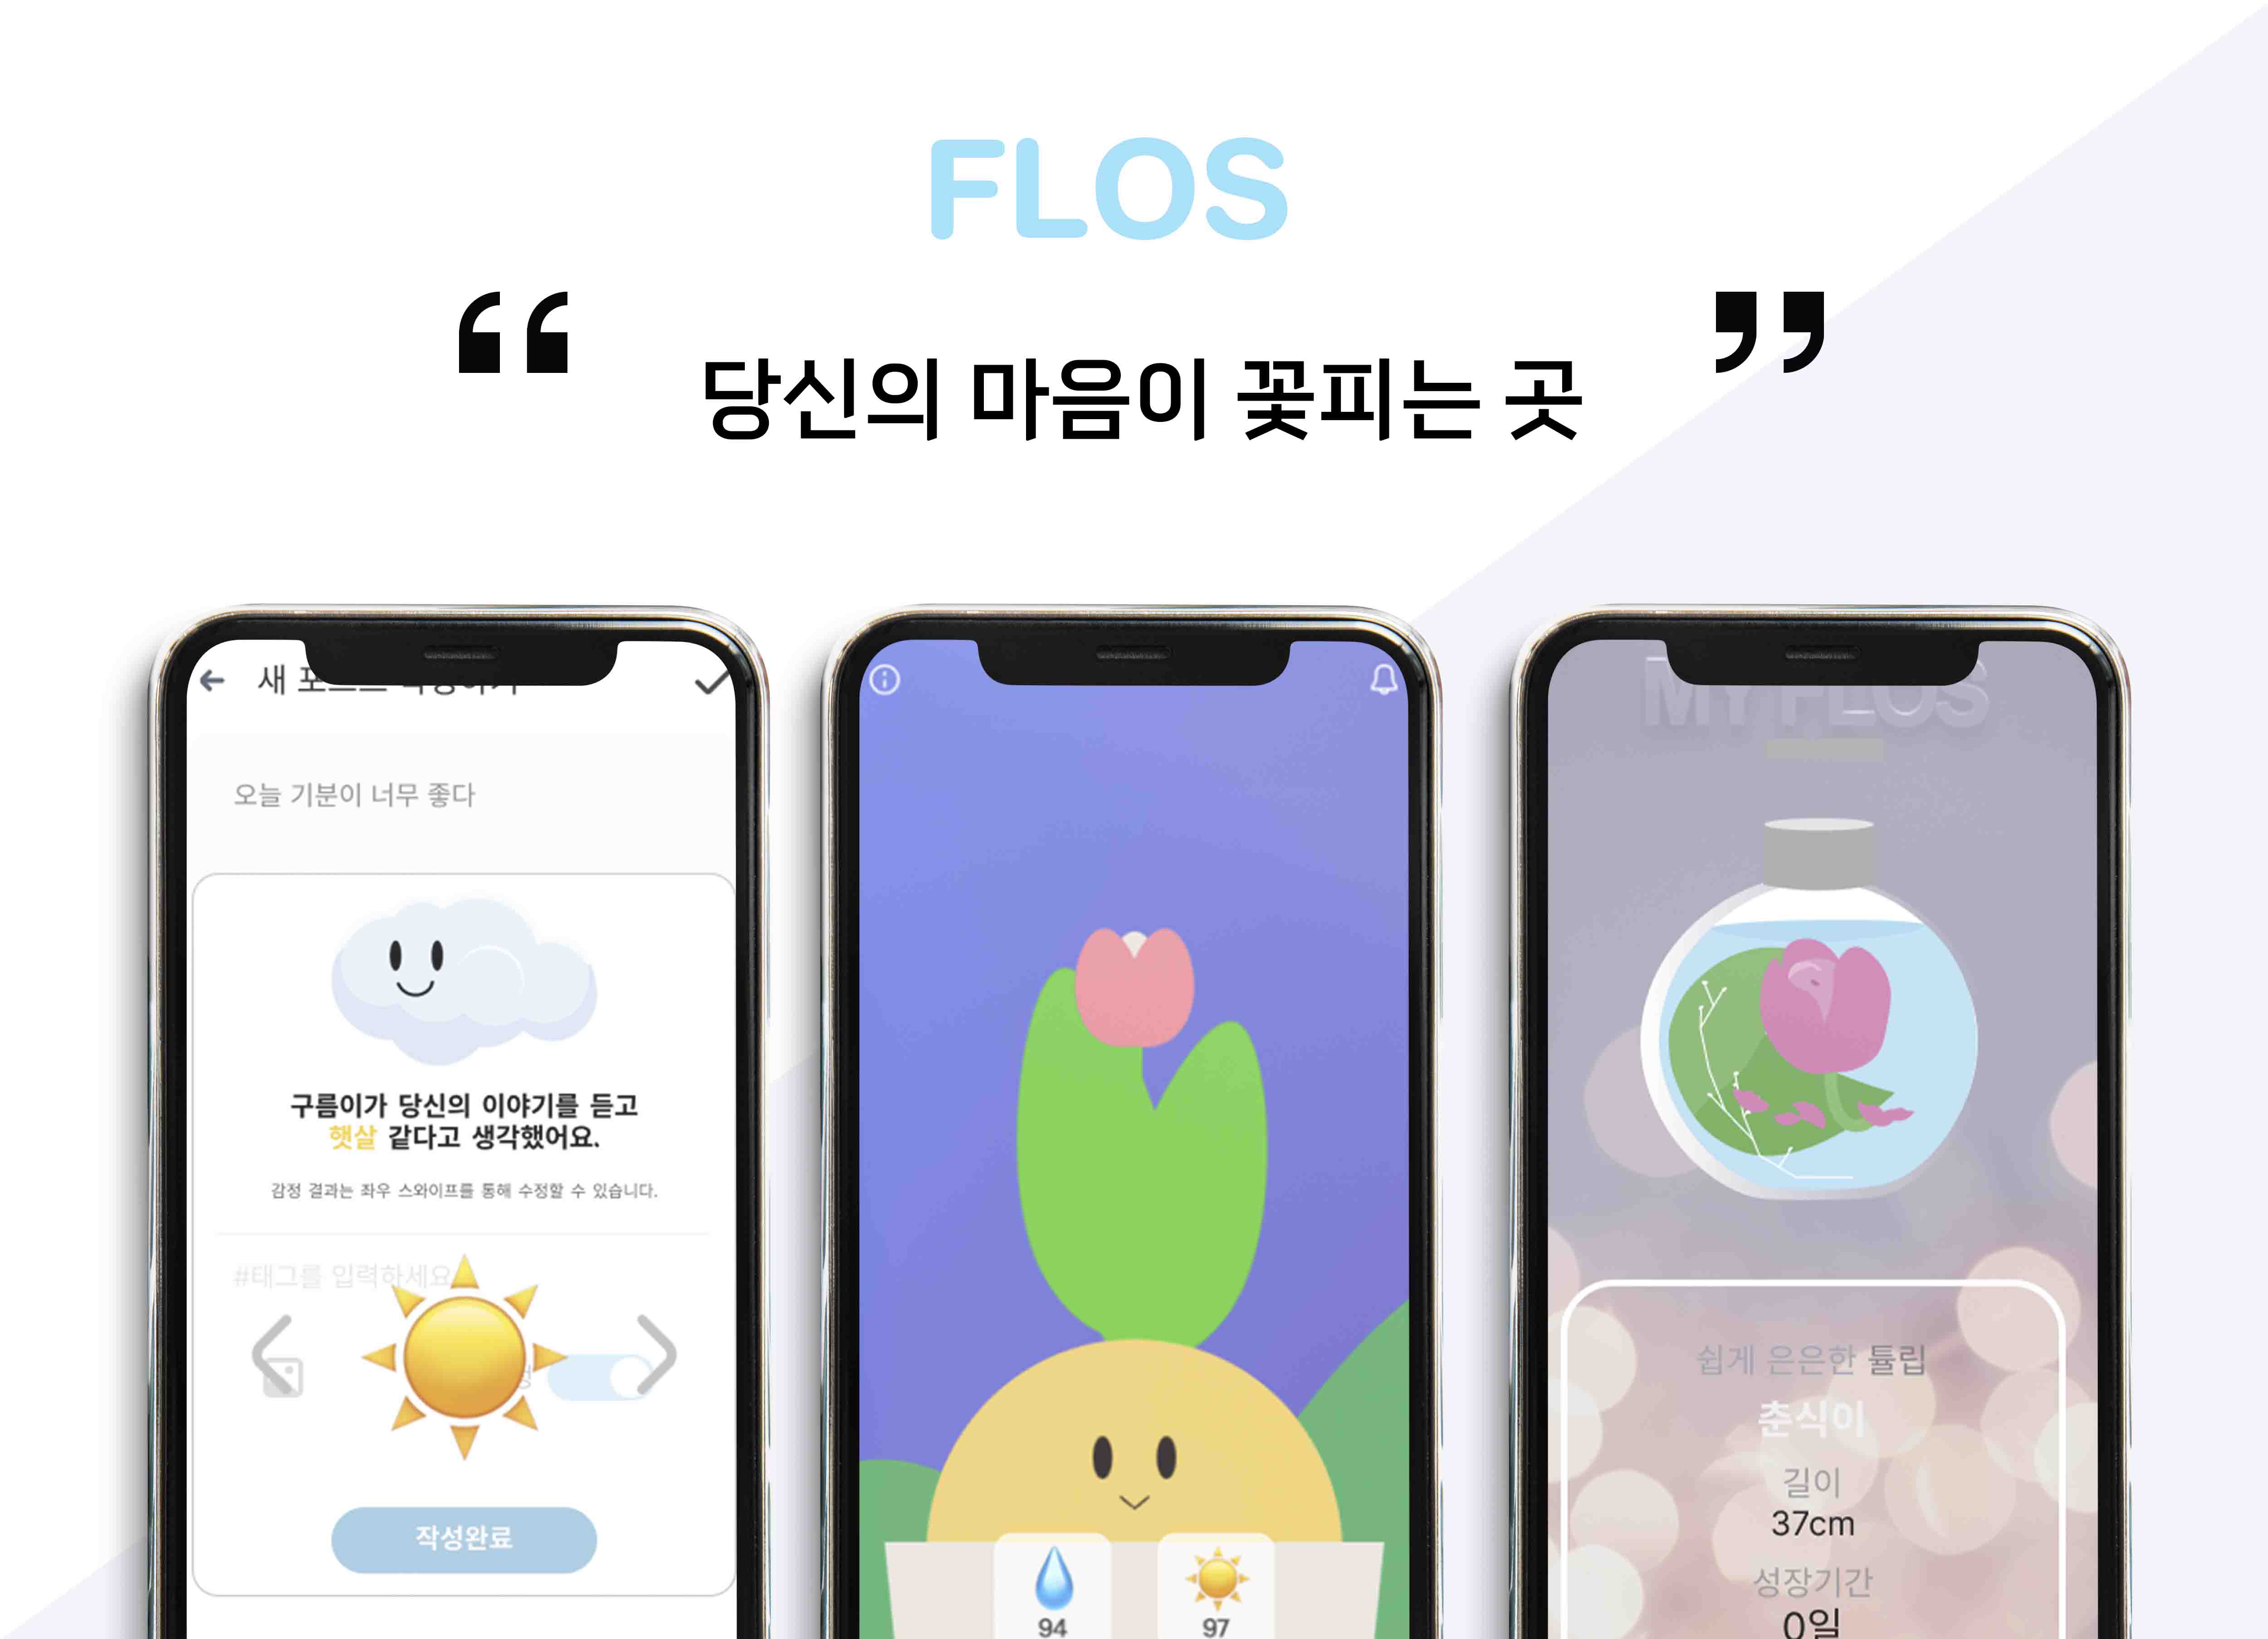 FLOS
“ 당신의 마음이 꽃피는 곳 ”
새
오늘 기분이 너무 좋다
구름이가 당신의 이야기를 듣고
햇살 같다고 생각했어요.
감정 결과는 좌우 스와이프를 통해 수정할 수 있습니다.
#태그를 입력하세요
작성완료
94
97
MY FLOS
쉽게 은은한 튤립
춘식이
길이
37cm
성장기간
0일